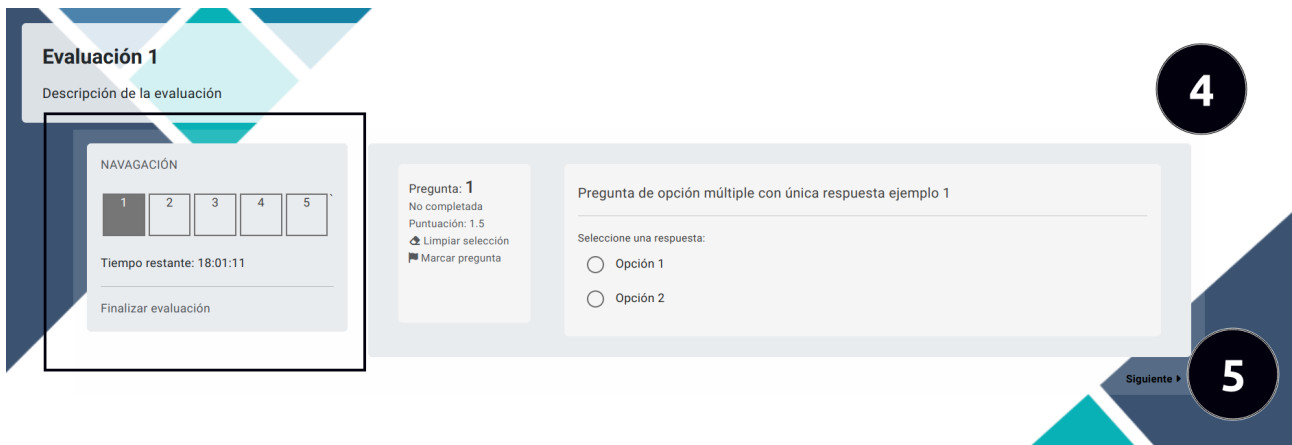 Evaluación 1
Descripción de la evaluación
4
NAVAGACIÓN
1 2 3 4 5 `
Tiempo restante: 18:01:11
Finalizar evaluación
Pregunta: 1
No completada
Puntuación: 1.5
Limpiar selección
Marcar pregunta
Pregunta de opción múltiple con única respuesta ejemplo 1
Seleccione una respuesta:
Opción 1
Opción 2
Siguiente
5